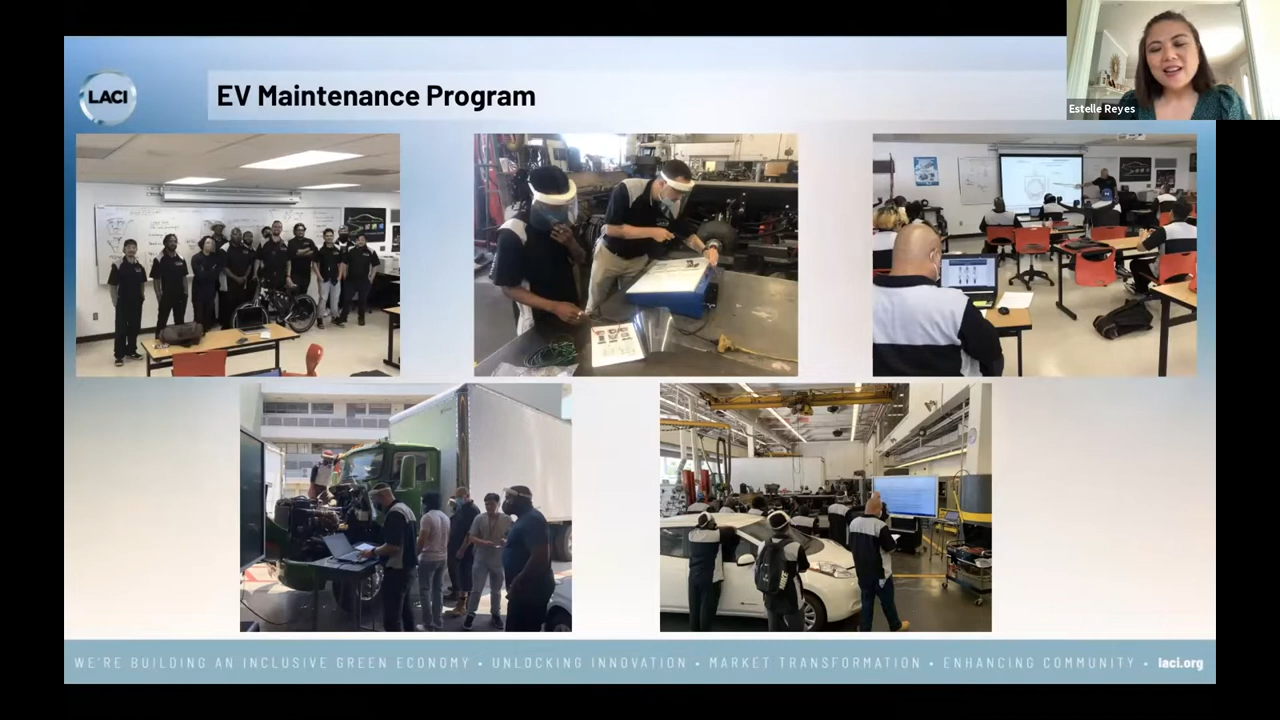 LACI
EV Maintenance Program
Estelle Reyes
WE'RE BUILDING AN INCLUSIVE GREEN ECONOMY • UNLOCKING INNOVATION • MARKET TRANSFORMATION • ENHANCING COMMUNITY • laci.org